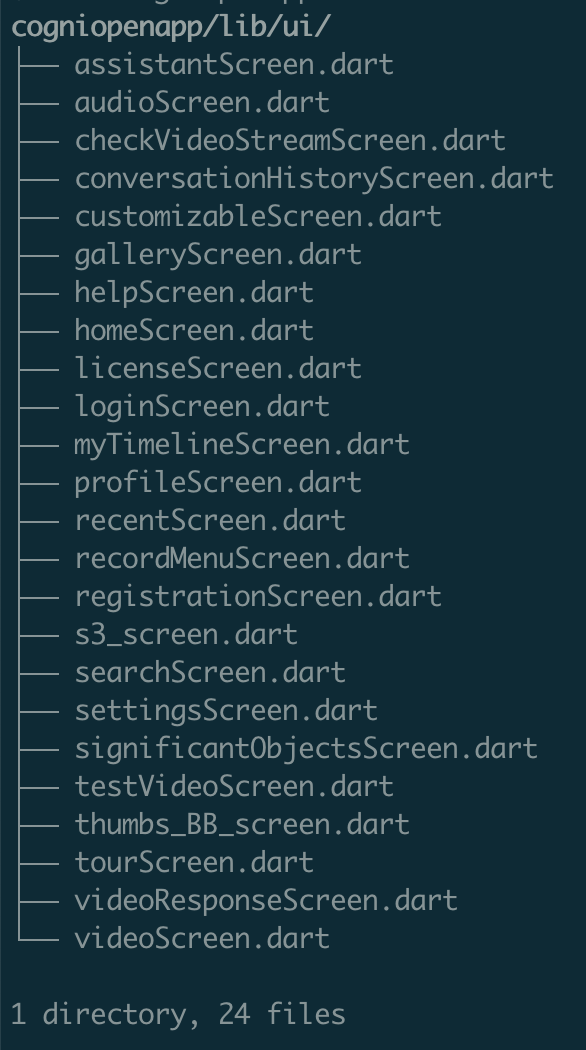 cogniopenapp/lib/ui/
├── assistantScreen.dart
├── audioScreen.dart
├── checkVideoStreamScreen.dart
├── conversationHistoryScreen.dart
├── customizableScreen.dart
├── galleryScreen.dart
├── helpScreen.dart
├── homeScreen.dart
├── licenseScreen.dart
├── loginScreen.dart
├── myTimelineScreen.dart
├── profileScreen.dart
├── recentScreen.dart
├── recordMenuScreen.dart
├── registrationScreen.dart
├── s3_screen.dart
├── searchScreen.dart
├── settingsScreen.dart
├── significantObjectsScreen.dart
├── testVideoScreen.dart
├── thumbs_BB_screen.dart
├── tourScreen.dart
├── videoResponseScreen.dart
└── videoScreen.dart
1 directory, 24 files